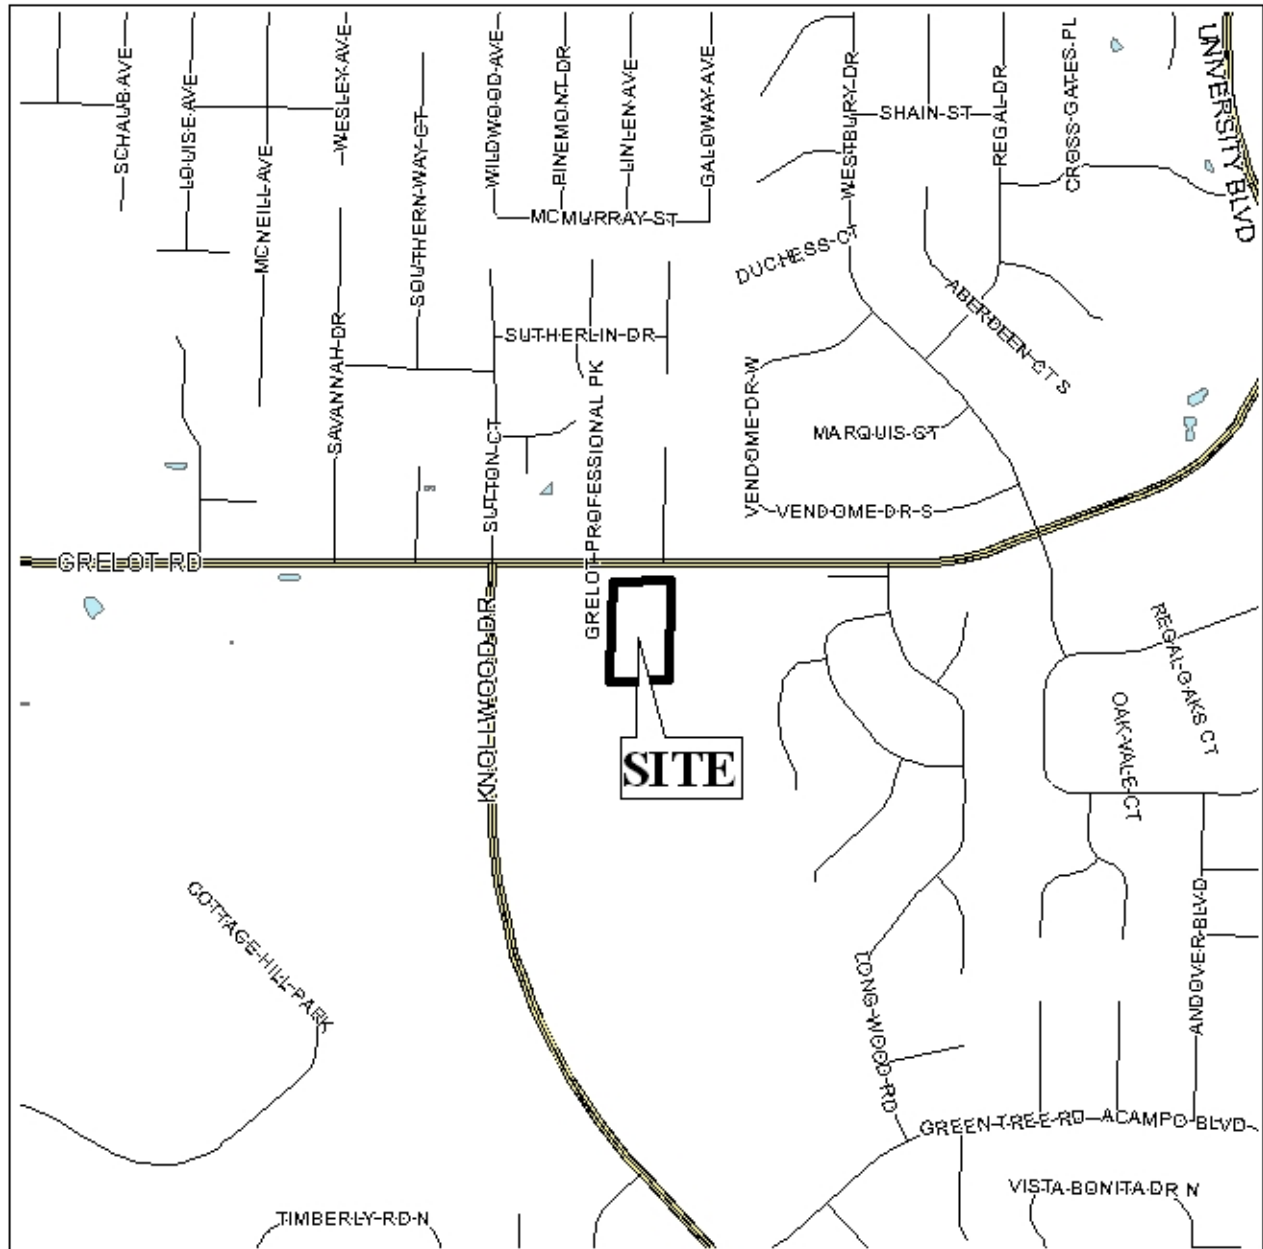 SCHAUB AVE
LOUISE AVE
MCNEILL AVE
WESLEY AVE
SOUTHERN WAY CT
WILDWOOD AVE
PINEMONT DR
LINLEN AVE
GALOWAY AVE
WESTBURY DR
SHAIN ST
REGAL DR
CROSS GATES PL
UNIVERSITY BLVD
MCMURRAY ST
DUCHESS CT
ABERDEEN CT S
SAVANNAH DR
SUTHERLIN DR
SUTTON CT
GRELOT PROFESSIONAL PK
VENDOME DR W
MARQUIS CT
VENDOME DR S
GRELOT RD
KNOLLWOOD DR
SITE
REGAL OAKS CT
OAK VALE CT
COTTAGE HILL PARK
LONG WOOD RD
ANDOVER BLVD
GREEN TREE RD
ACAMPO BLVD
VISTA BONITA DR N
TIMBERLY RD N